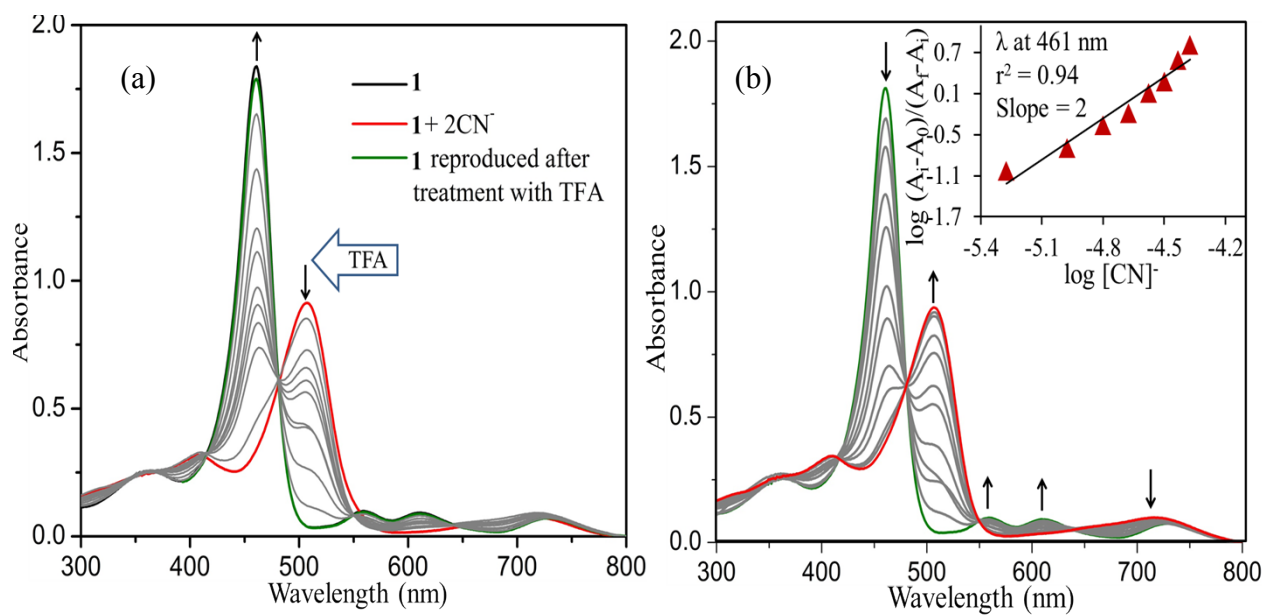 (a)
1
1+ 2CN-
1 reproduced after
treatment with TFA
TFA
2.0
1.5
1.0
0.5
0.0
Absorbance
300 400 500 600 700 800
Wavelength (nm)
(b)
λ at 461 nm
r² = 0.94
Slope = 2
0.7
0.1
-0.5
-1.1
-1.7
log (Ai-A0)/(Af-Ai)
-5.4 -5.1 -4.8 -4.5 -4.2
log [CN]-
2.0
1.5
1.0
0.5
0.0
Absorbance
300 400 500 600 700 800
Wavelength (nm)